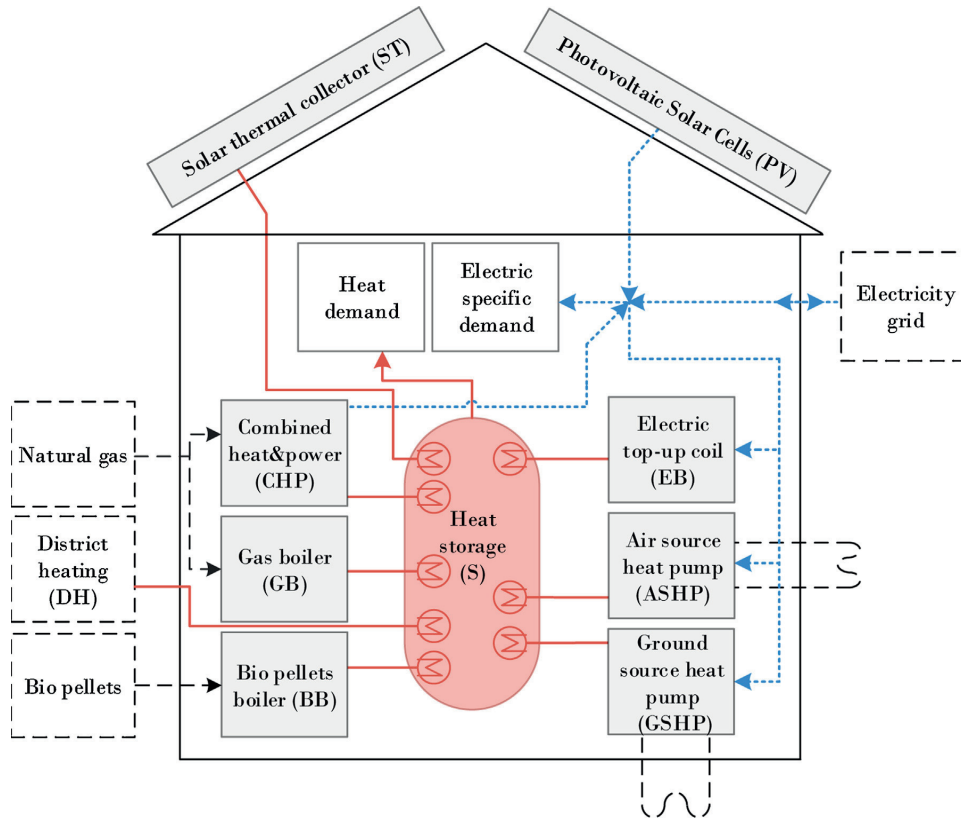 Solar thermal collector (ST)
Photovoltaic Solar Cells (PV)
Heat
demand
Electric
specific
demand
Electricity
grid
Natural gas
Combined
heat&power
(CHP)
Electric
top-up coil
(EB)
District
heating
(DH)
Gas boiler
(GB)
Heat
storage
(S)
Air source
heat pump
(ASHP)
Bio pellets
Bio pellets
boiler (BB)
Ground
source heat
pump
(GSHP)